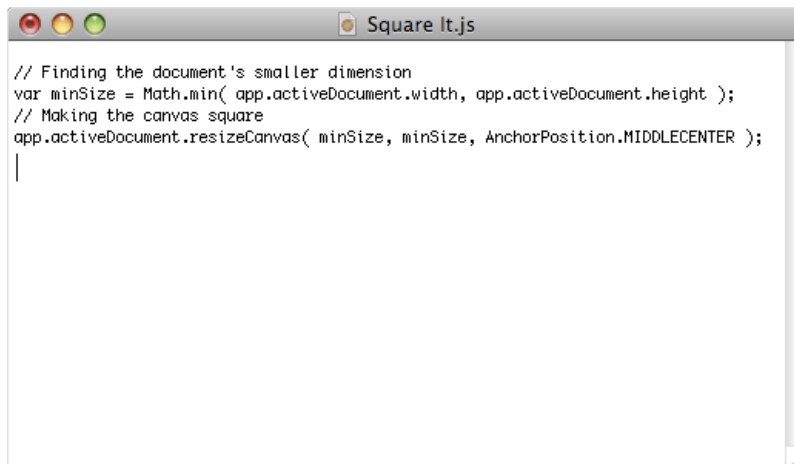 Square It.js
// Finding the document's smaller dimension
var minSize = Math.min( app.activeDocument.width, app.activeDocument.height );
// Making the canvas square
app.activeDocument.resizeCanvas( minSize, minSize, AnchorPosition.MIDDLECENTER );